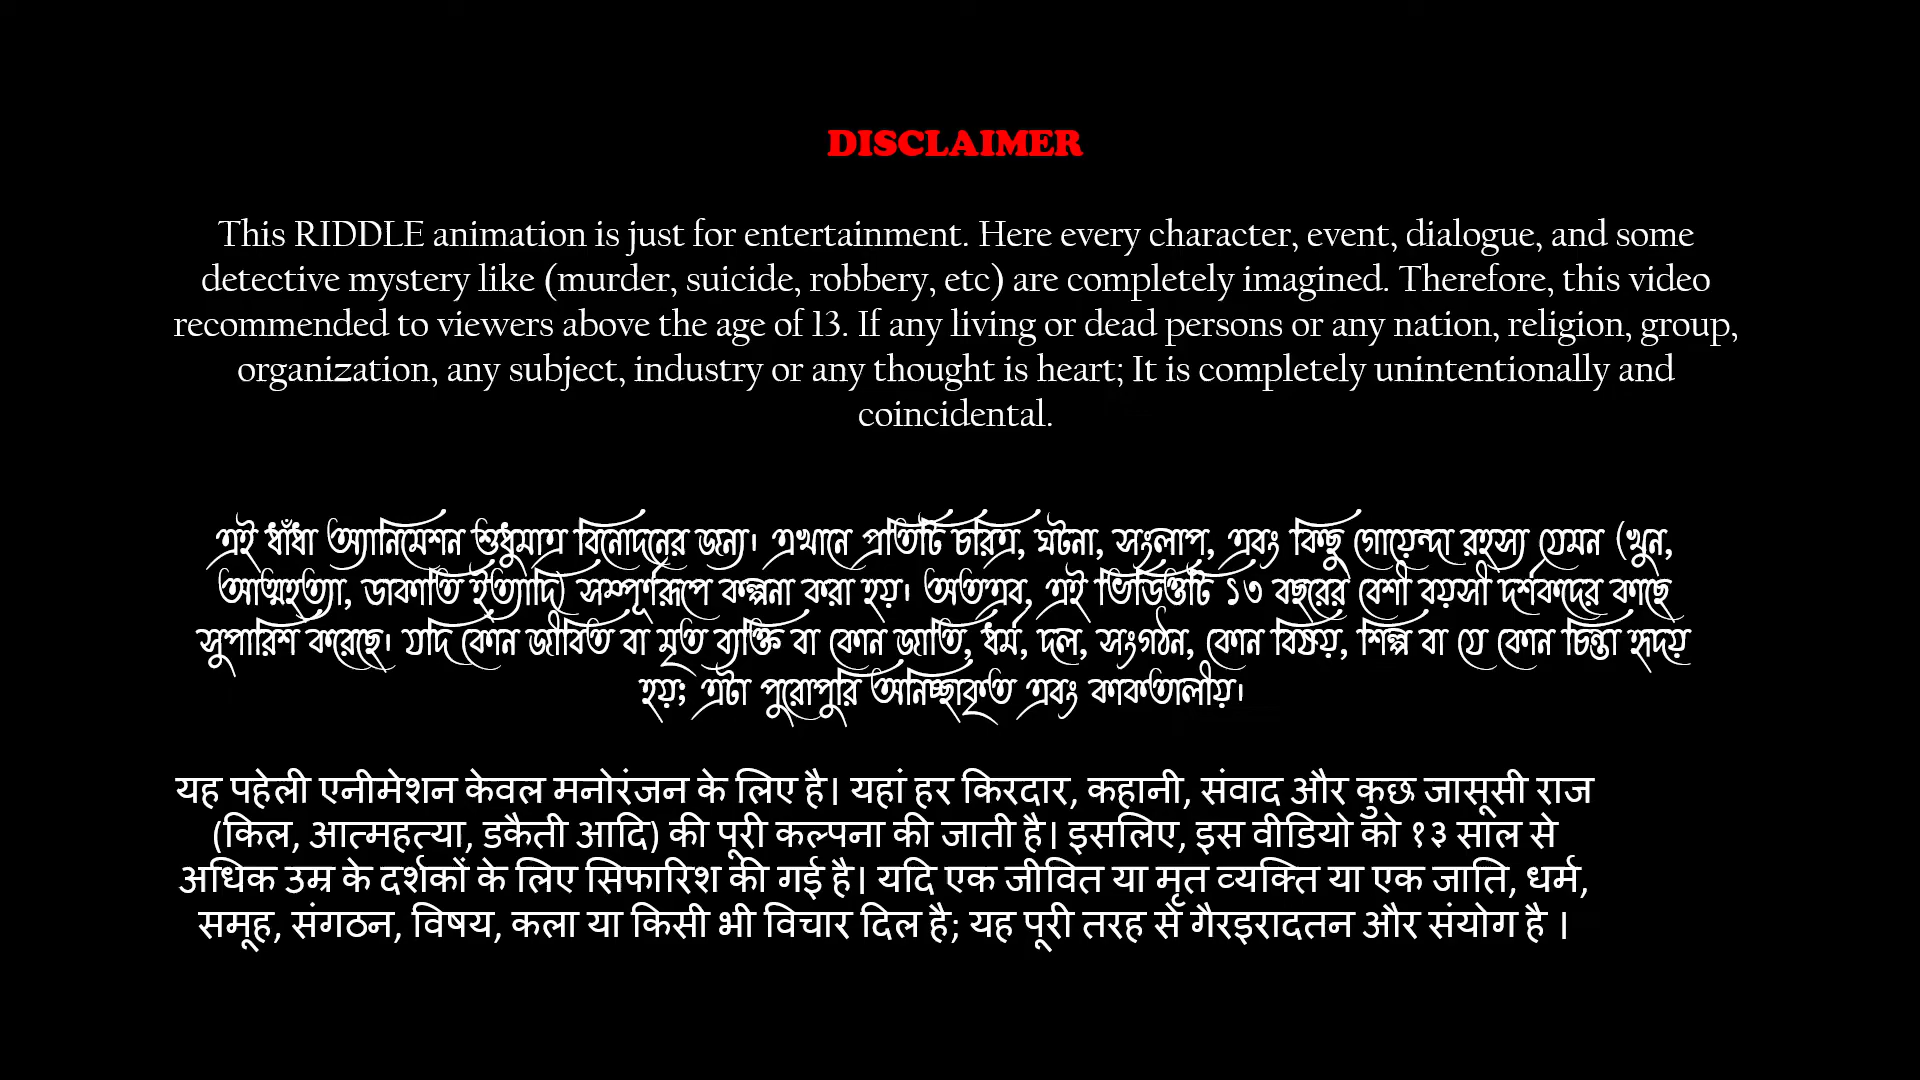 DISCLAIMER
This RIDDLE animation is just for entertainment. Here every character, event, dialogue, and some
detective mystery like (murder, suicide, robbery, etc) are completely imagined. Therefore, this video
recommended to viewers above the age of 13. If any living or dead persons or any nation, religion, group,
organization, any subject, industry or any thought is heart; It is completely unintentionally and
coincidental.
এই ধাঁধা অ্যানিমেশন শুধুমাত্র বিনোদনের জন্য। এখানে প্রতিটি চরিত্র, ঘটনা, সংলাপ, এবং কিছু গোয়েন্দা রহস্য যেমন (খুন,
আত্মহত্যা, ডাকাতি ইত্যাদি) সম্পূর্ণরূপে কল্পনা করা হয়। অতএব, এই ভিডিওটি ১৩ বছরের বেশী বয়সী দর্শকদের কাছে
সুপারিশ করেছে। যদি কোন জীবিত বা মৃত ব্যক্তি বা কোন জাতি, ধর্ম, দল, সংগঠন, কোন বিষয়, শিল্প বা যে কোন চিন্তা হৃদয়
হয়; এটা পুরোপুরি অনিচ্ছাকৃত এবং কাকতালীয়।
यह पहेली एनीमेशन केवल मनोरंजन के लिए है। यहां हर किरदार, कहानी, संवाद और कुछ जासूसी राज
(किल, आत्महत्या, डकैती आदि) की पूरी कल्पना की जाती है। इसलिए, इस वीडियो को १३ साल से
अधिक उम्र के दर्शकों के लिए सिफारिश की गई है। यदि एक जीवित या मृत व्यक्ति या एक जाति, धर्म,
समूह, संगठन, विषय, कला या किसी भी विचार दिल है; यह पूरी तरह से गैरइरादतन और संयोग है ।